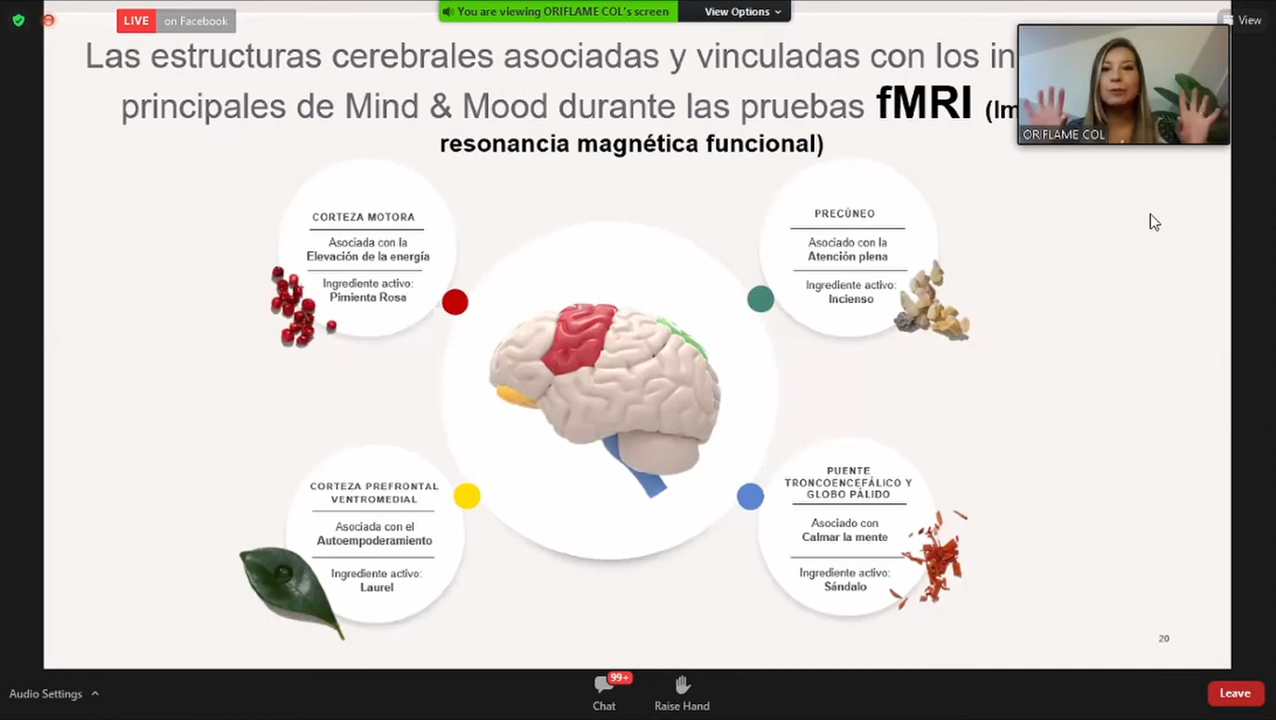 LIVE on Facebook
You are viewing ORIFLAME COL's screen
View Options
View
Las estructuras cerebrales asociadas y vinculadas con los
principales de Mind & Mood durante las pruebas fMRI
resonancia magnética funcional)
ORIFLAME COL
CORTEZA MOTORA
Asociada con la
Elevación de la energía
Ingrediente activo:
Pimienta Rosa
PRECÚNEO
Asociado con la
Atención plena
Ingrediente activo:
Incienso
CORTEZA PREFRONTAL
VENTROMEDIAL
Asociada con el
Autoempoderamiento
Ingrediente activo:
Laurel
PUENTE
TRONCOENCEFÁLICO Y
GLOBO PÁLIDO
Asociado con
Calmar la mente
Ingrediente activo:
Sándalo
20
Audio Settings
99+
Chat
Raise Hand
Leave